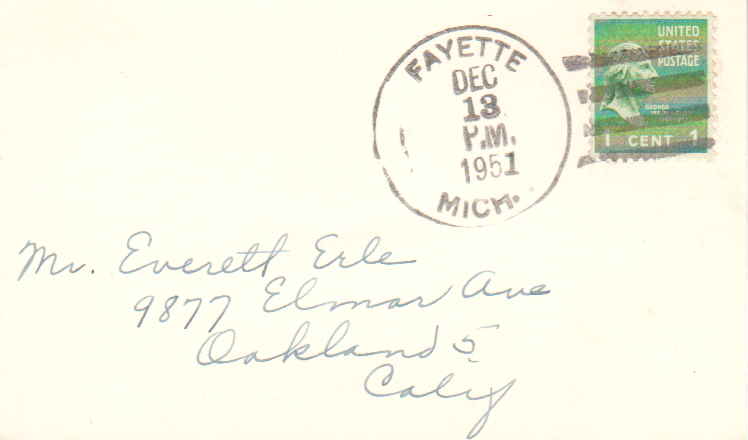 FAYETTE
DEC
13
P.M.
1951
MICH.
UNITED
STATES
POSTAGE
GEORGE
1 CENT 1
Mr. Everett Erle
9877 Elmar Ave
Oakland 5
Calif